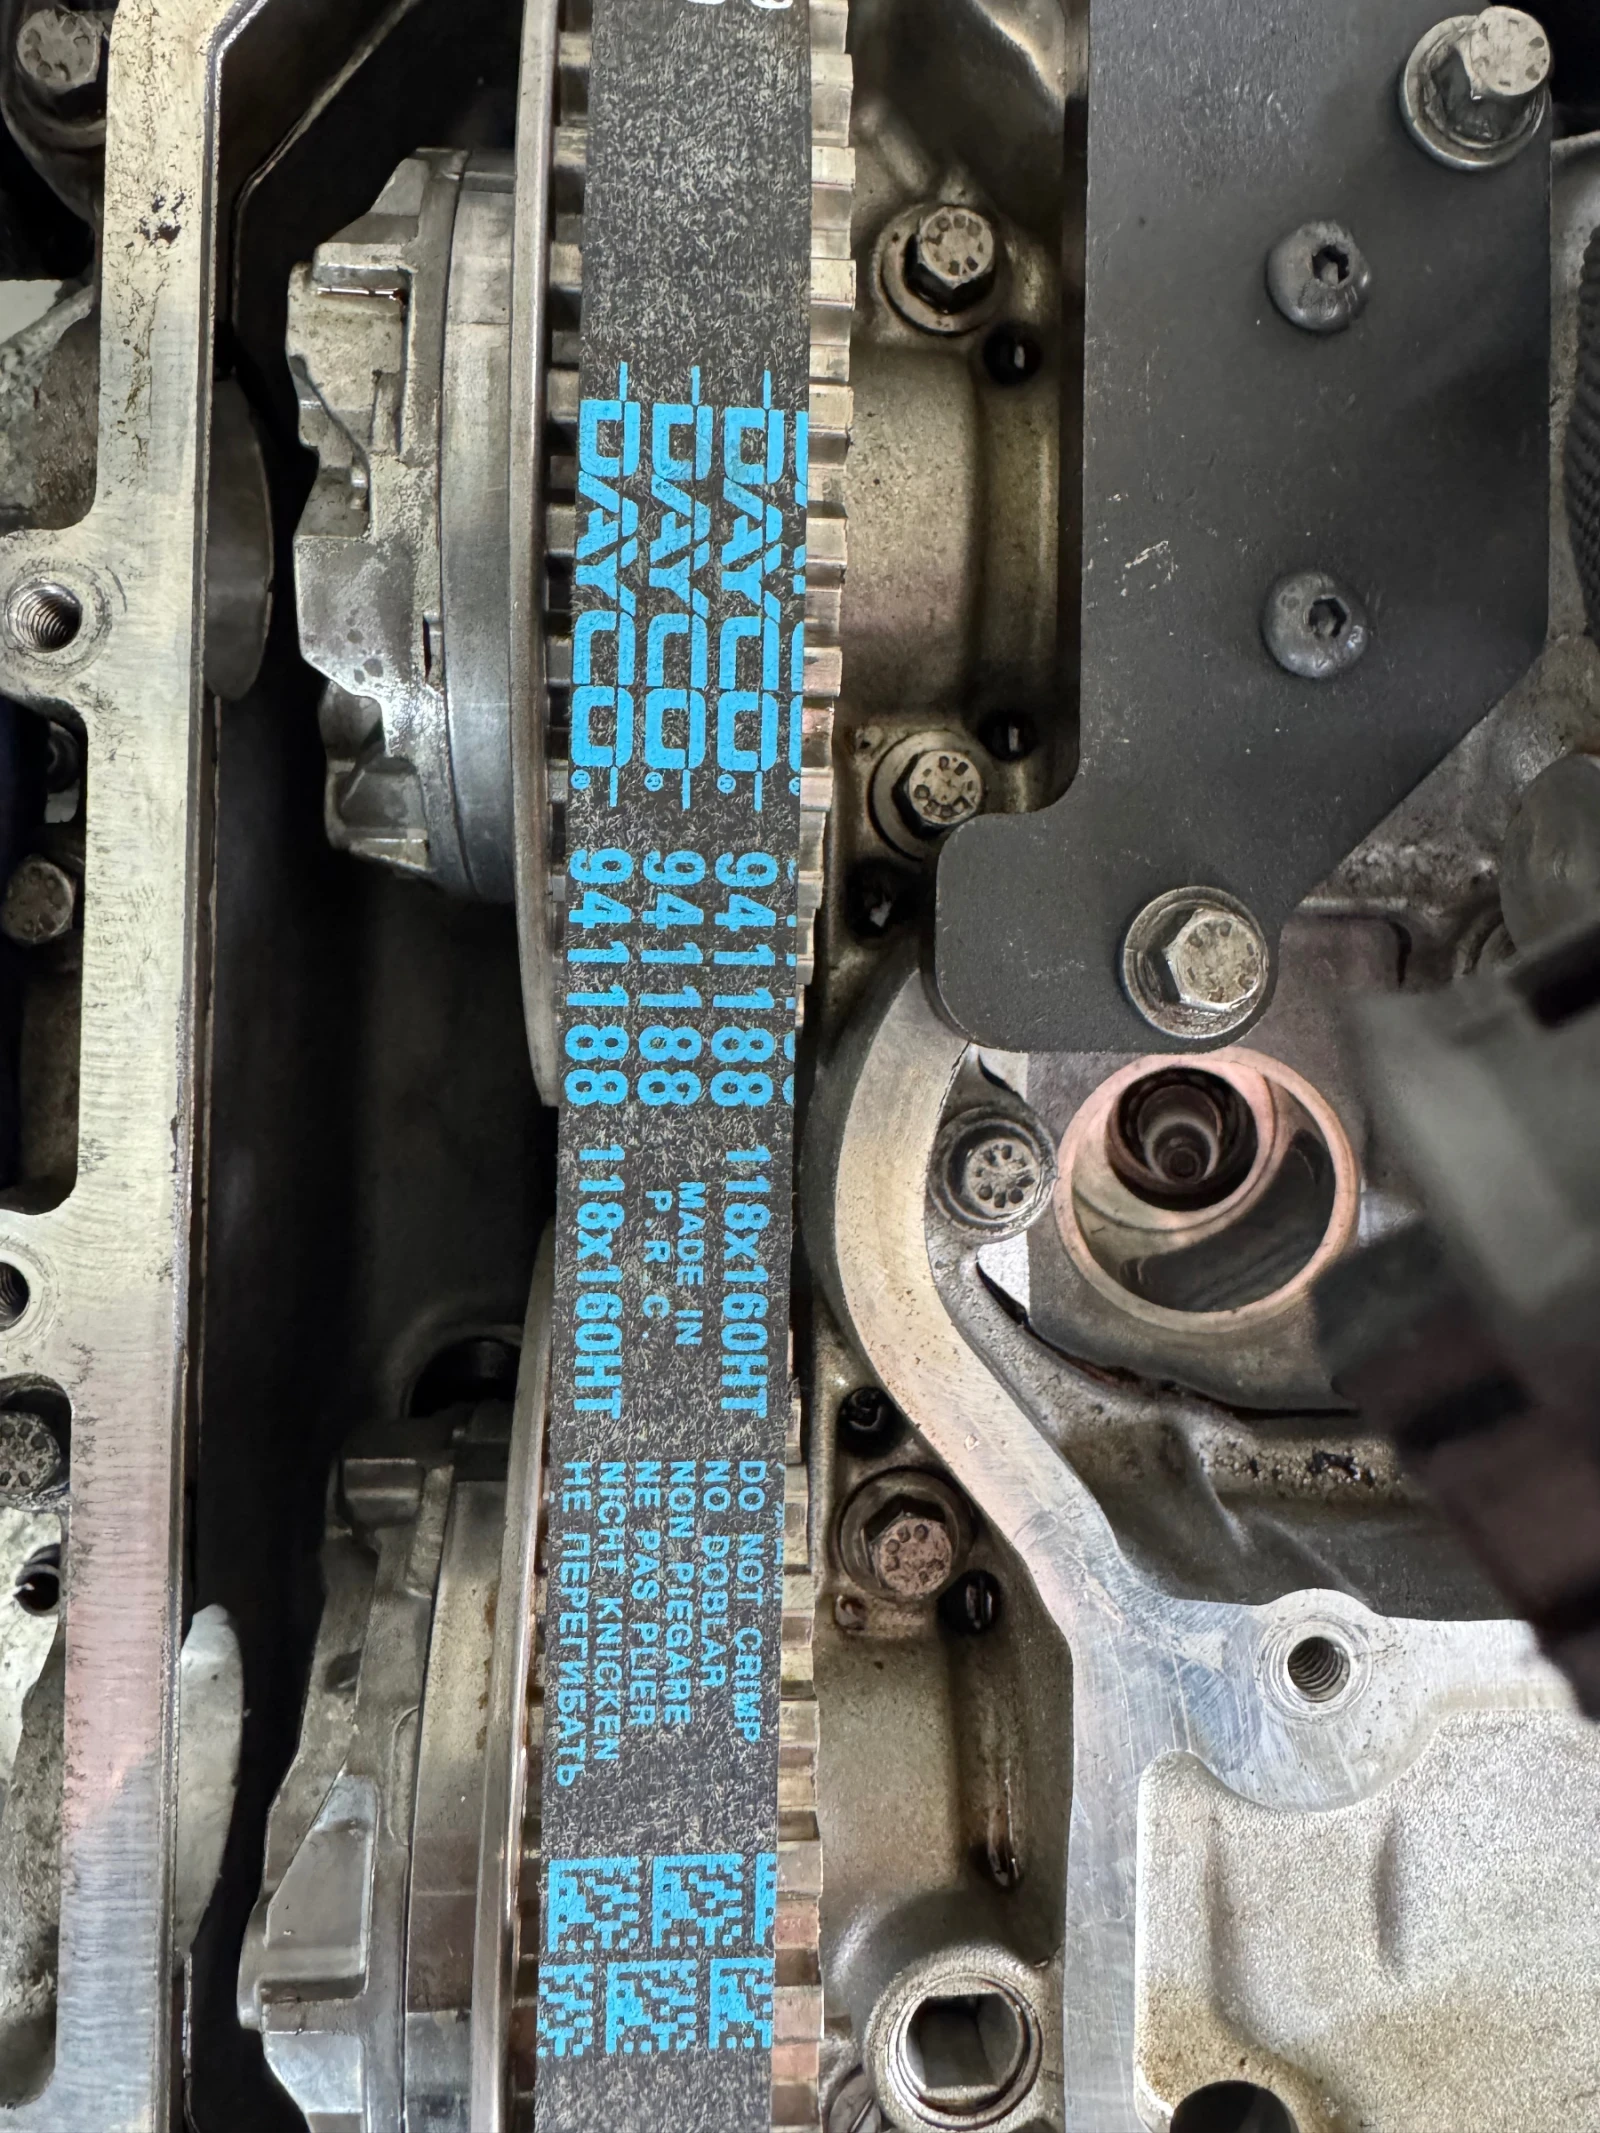 DAYCO® 941188 118x160HT
DAYCO® 941188 MADE IN
P.R.C.
DAYCO® 941188 118x160HT
DO NOT CRIMP
NO DOBLAR
NON PIEGARE
NE PAS PLIER
NICHT KNICKEN
НЕ ПЕРЕГИБАТЬ